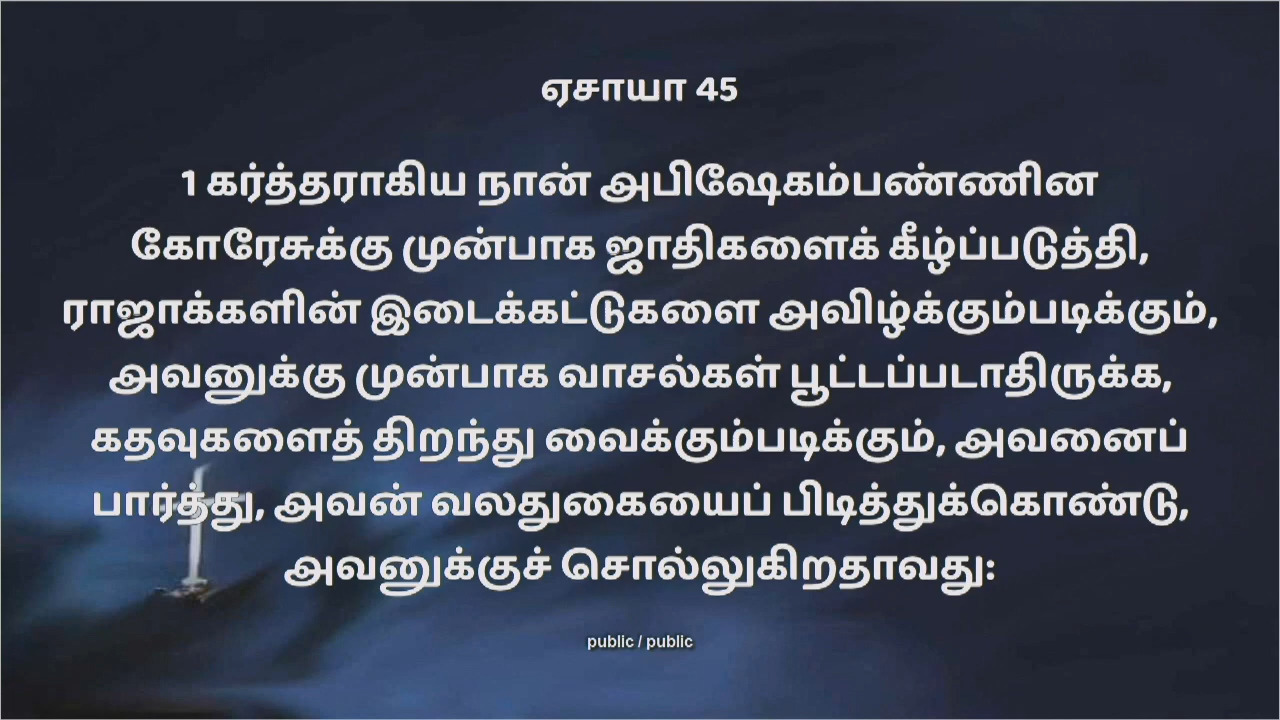 ஏசாயா 45
1 கர்த்தராகிய நான் அபிஷேகம்பண்ணின
கோரேசுக்கு முன்பாக ஜாதிகளைக் கீழ்ப்படுத்தி,
ராஜாக்களின் இடைக்கட்டுகளை அவிழ்க்கும்படிக்கும்,
அவனுக்கு முன்பாக வாசல்கள் பூட்டப்படாதிருக்க,
கதவுகளைத் திறந்து வைக்கும்படிக்கும், அவனைப்
பார்த்து, அவன் வலதுகையைப் பிடித்துக்கொண்டு,
அவனுக்குச் சொல்லுகிறதாவது:
public / public